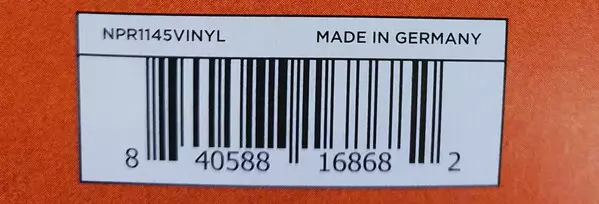 NPR1145VINYL MADE IN GERMANY
8 40588 16868 2